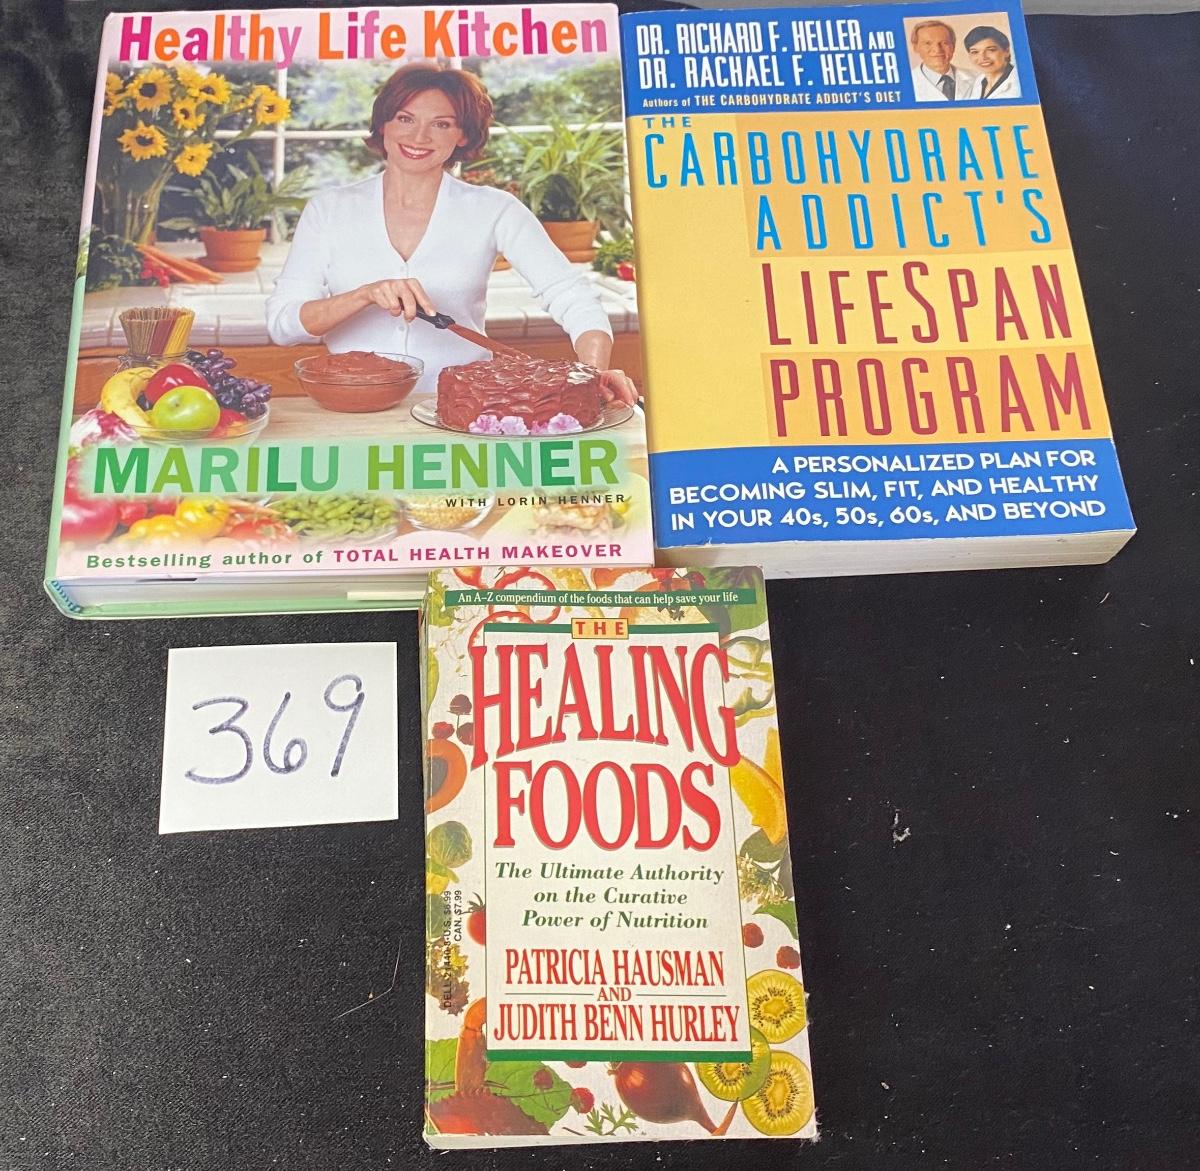 Healthy Life Kitchen
MARILU HENNER
WITH LORIN HENNER
Bestselling author of TOTAL HEALTH MAKEOVER
DR. RICHARD F. HELLER AND
DR. RACHAEL F. HELLER
Authors of THE CARBOHYDRATE ADDICT'S DIET
THE
CARBOHYDRATE
ADDICT'S
LIFESPAN
PROGRAM
A PERSONALIZED PLAN FOR
BECOMING SLIM, FIT, AND HEALTHY
IN YOUR 40s, 50s, 60s, AND BEYOND
369
An A-Z compendium of the foods that can help save your life
THE
HEALING
FOODS
The Ultimate Authority
on the Curative
Power of Nutrition
PATRICIA HAUSMAN
AND
JUDITH BENN HURLEY
U.S. $6.99
CAN. $7.99